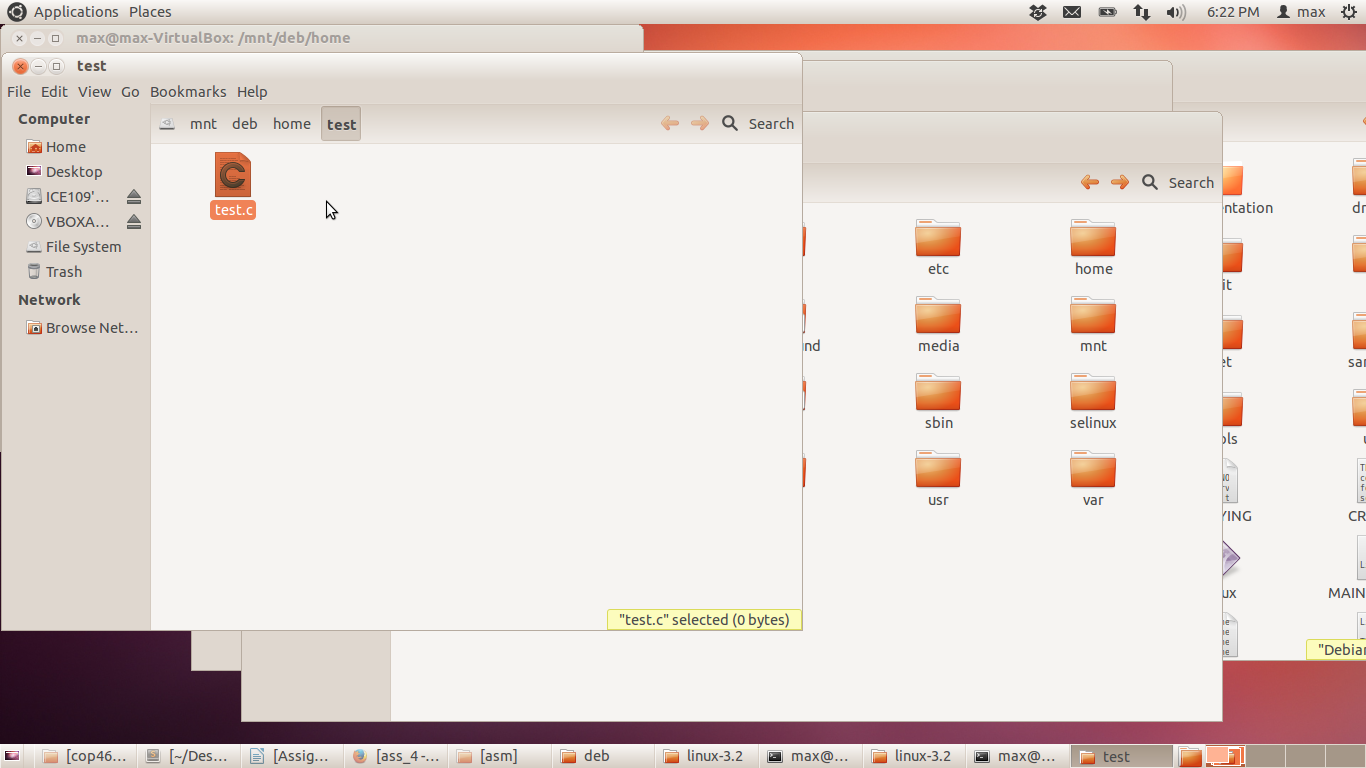 Applications Places 6:22 PM max
max@max-VirtualBox: /mnt/deb/home
test
File Edit View Go Bookmarks Help
Computer
Home
Desktop
ICE109'...
VBOXA...
File System
Trash
Network
Browse Net...
mnt deb home test Search
test.c
"test.c" selected (0 bytes)
Search
etc home
media mnt
sbin selinux
usr var
nd
entation
it
et
ols
YING
ux
dr
sar
u
CR
MAIN
"Debian
[cop46... [~/Des... [Assig... [ass_4-... [asm] deb linux-3.2 max@... linux-3.2 max@... test